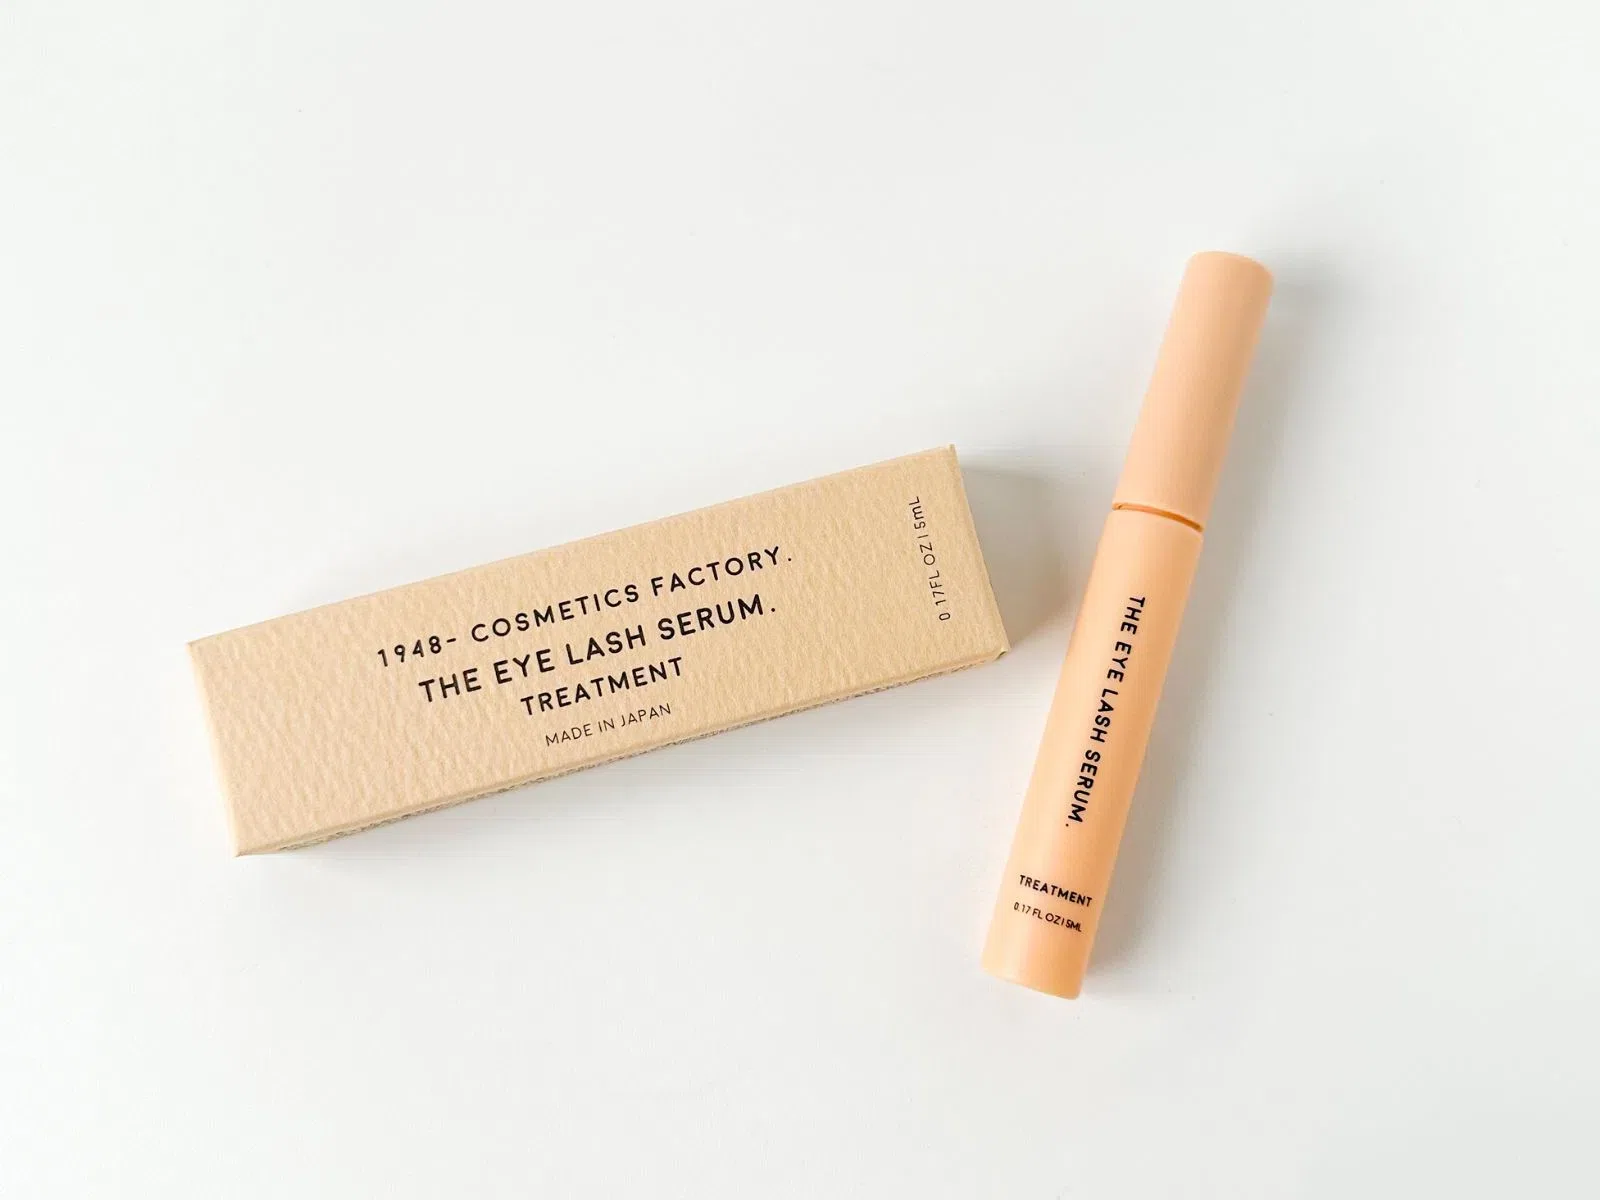 1948- COSMETICS FACTORY.
THE EYE LASH SERUM.
TREATMENT
MADE IN JAPAN
0.17FL OZ | 5mL
THE EYE LASH SERUM.
TREATMENT
0.17 FL OZ | 5ML